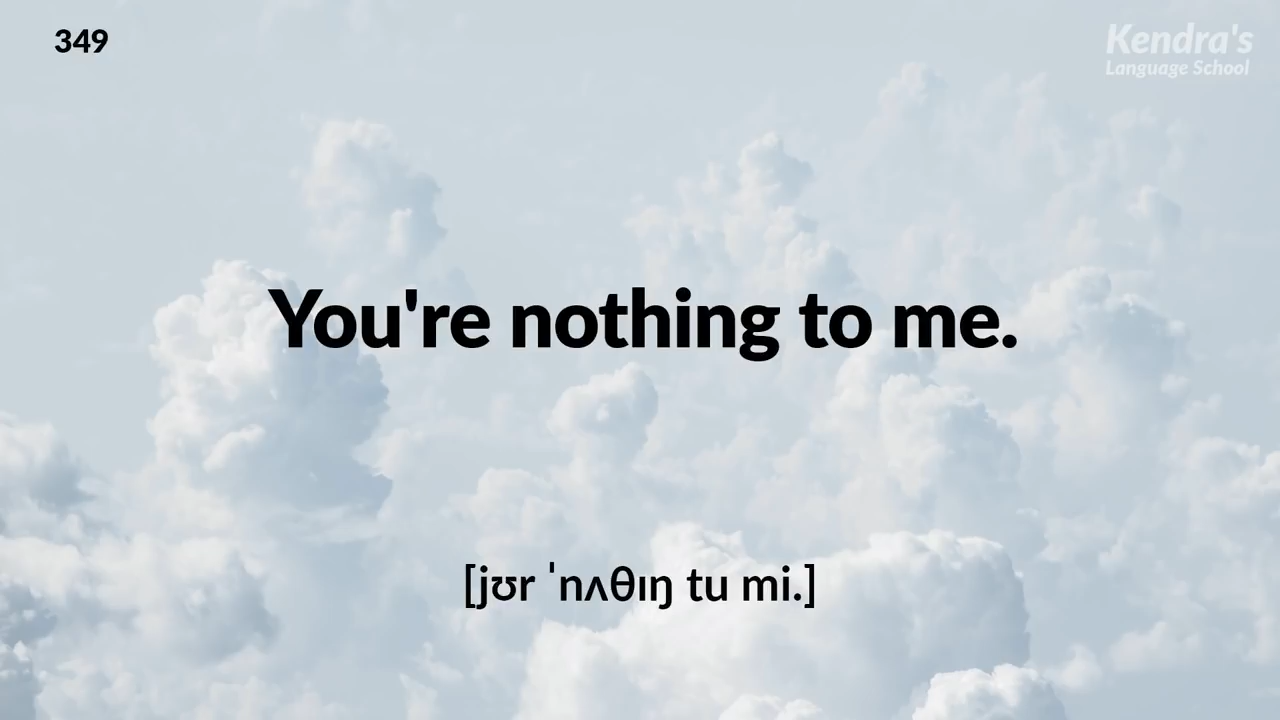 349
Kendra's
Language School
You're nothing to me.
[jʊr ˈnʌθɪŋ tu mi.]